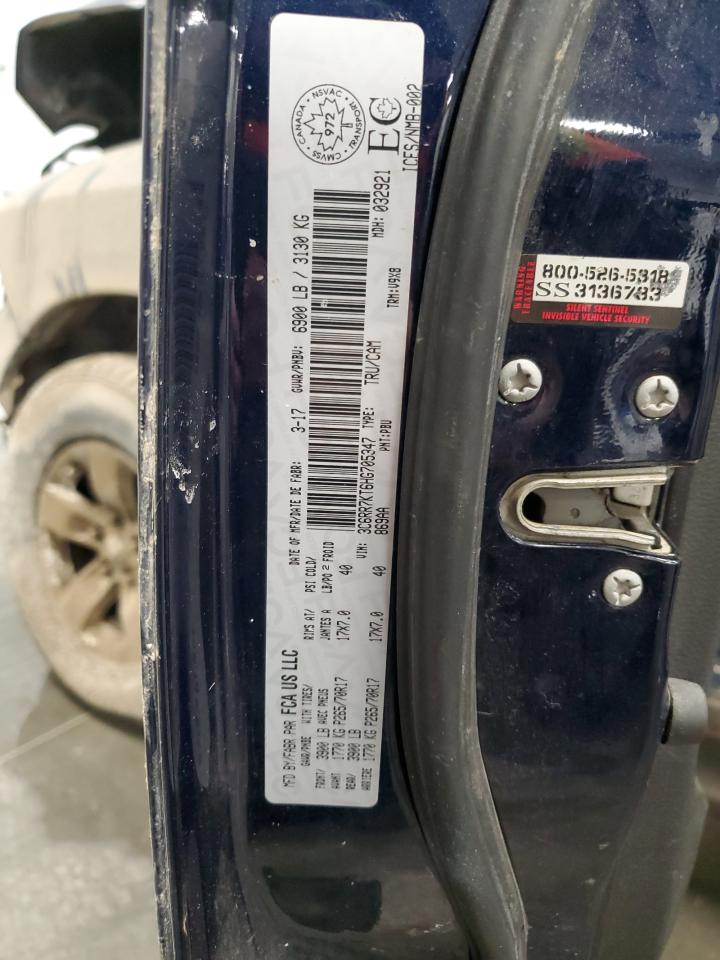 MFD BY/FABR PAR FCA US LLC
DATE OF MFR/DATE DE FABR: 3-17 GVWR/PNBV: 6900 LB / 3130 KG
GAWR/PNBE WITH TIRES/ RIMS AT/ PSI COLD/
AVEC PNEUS JANTES A LB/PO2 FROID
FRONT/ 3900 LB
AVANT 1770 KG P265/70R17 17X7.0 40
REAR/ 3900 LB
ARRIERE 1770 KG P265/70R17 17X7.0 40
VIN: 3C6RR7KT6HG705347 TYPE: TRU/CAM
869AA PNT:PBU TRM:V9X8
MDH: 032921
CANADA NSVAC TRANSPORT CMVSS
972
EC
ICES/NMB-002
WARNING TRACEABLE
800-526-5318
SS 3136783
SILENT SENTINEL
INVISIBLE VEHICLE SECURITY